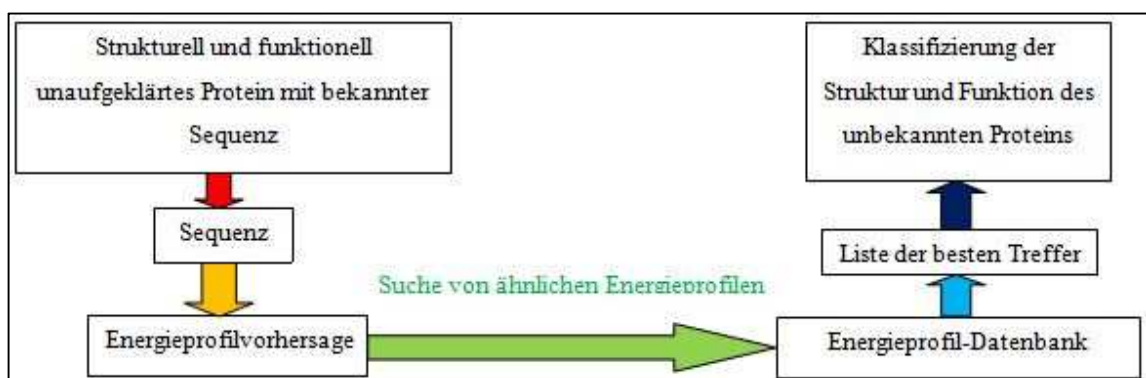 Strukturell und funktionell
unaufgeklärtes Protein mit bekannter
Sequenz
Sequenz
Energieprofilvorhersage
Suche von ähnlichen Energieprofilen
Energieprofil-Datenbank
Liste der besten Treffer
Klassifizierung der
Struktur und Funktion des
unbekannten Proteins